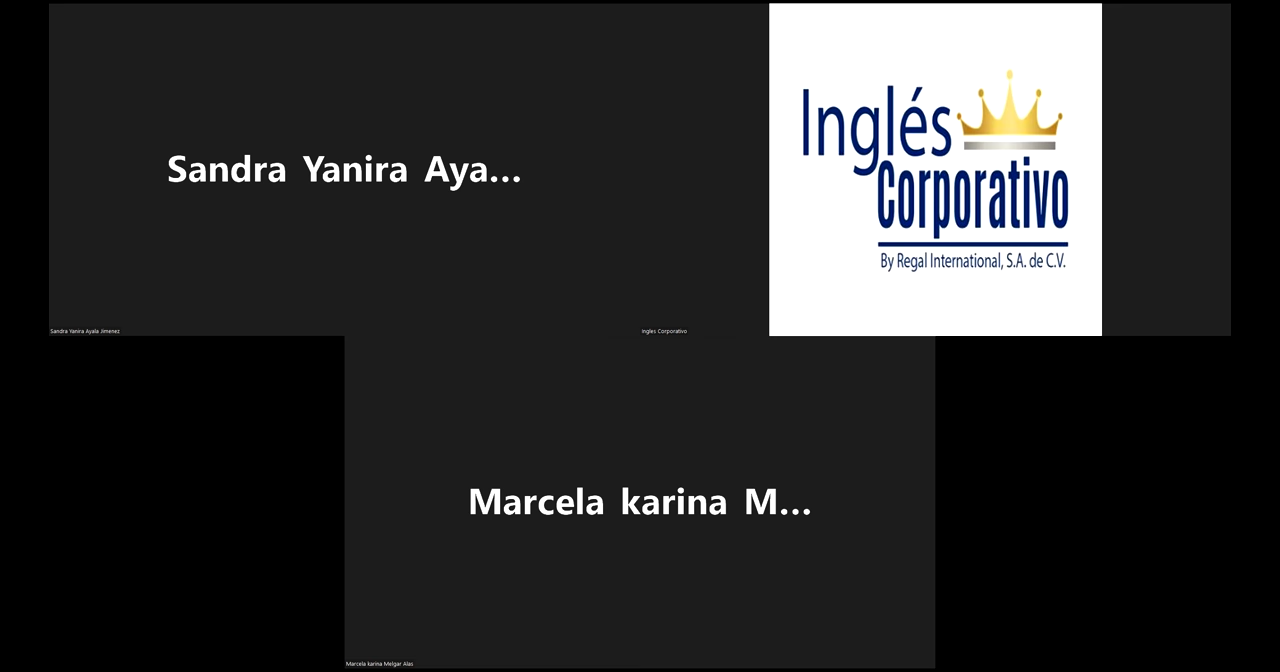 Sandra Yanira Aya...
Inglés
Corporativo
By Regal International, S.A. de C.V.
Sandra Yanira Ayala Jimenez
Ingles Corporativo
Marcela karina M...
Marcela karina Melgar Alas